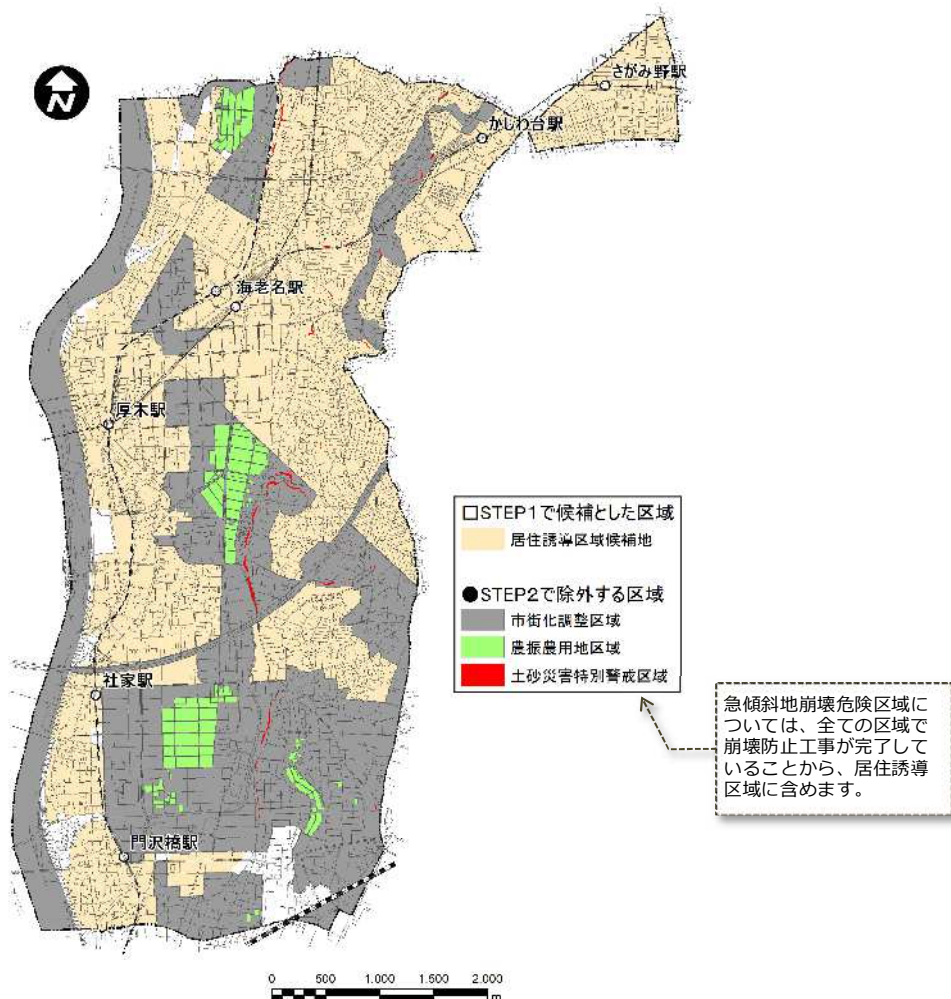 N
さがみ野駅
かしわ台駅
海老名駅
厚木駅
社家駅
門沢橋駅
□STEP1で候補とした区域
居住誘導区域候補地
●STEP2で除外する区域
市街化調整区域
農振農用地区域
土砂災害特別警戒区域
急傾斜地崩壊危険区域に
ついては、全ての区域で
崩壊防止工事が完了して
いることから、居住誘導
区域に含めます。
0 500 1,000 1,500 2,000
m